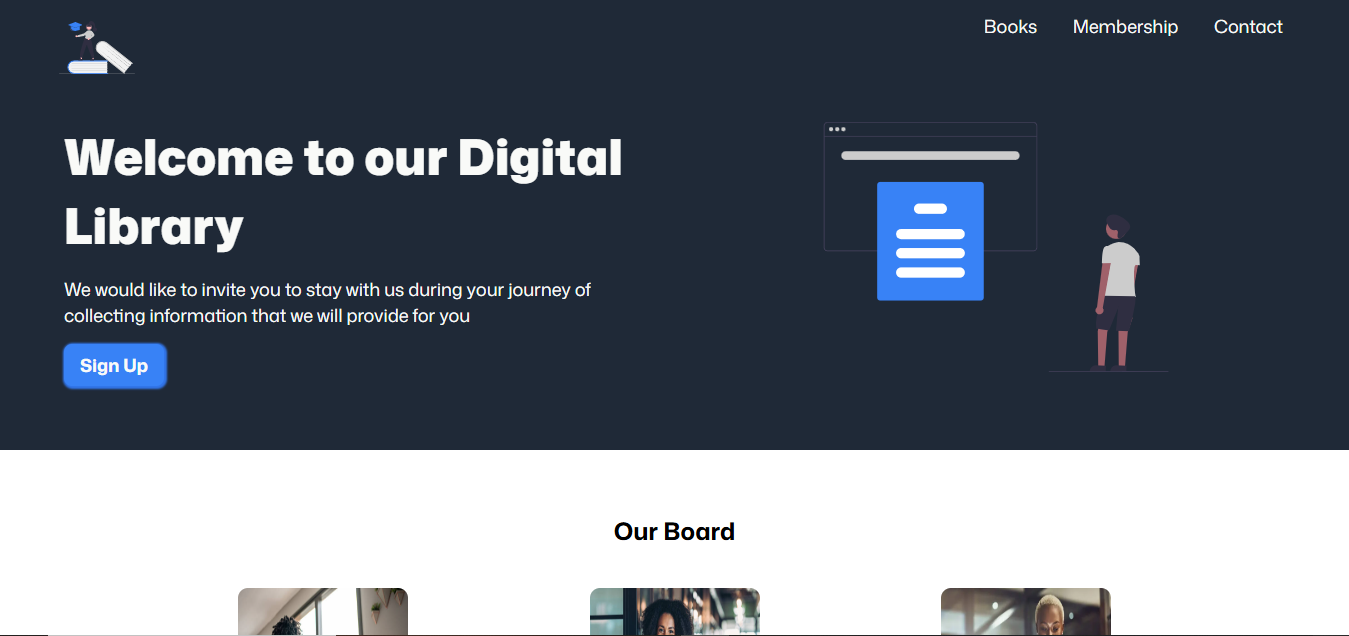 Books Membership Contact
Welcome to our Digital
Library
We would like to invite you to stay with us during your journey of
collecting information that we will provide for you
Sign Up
Our Board